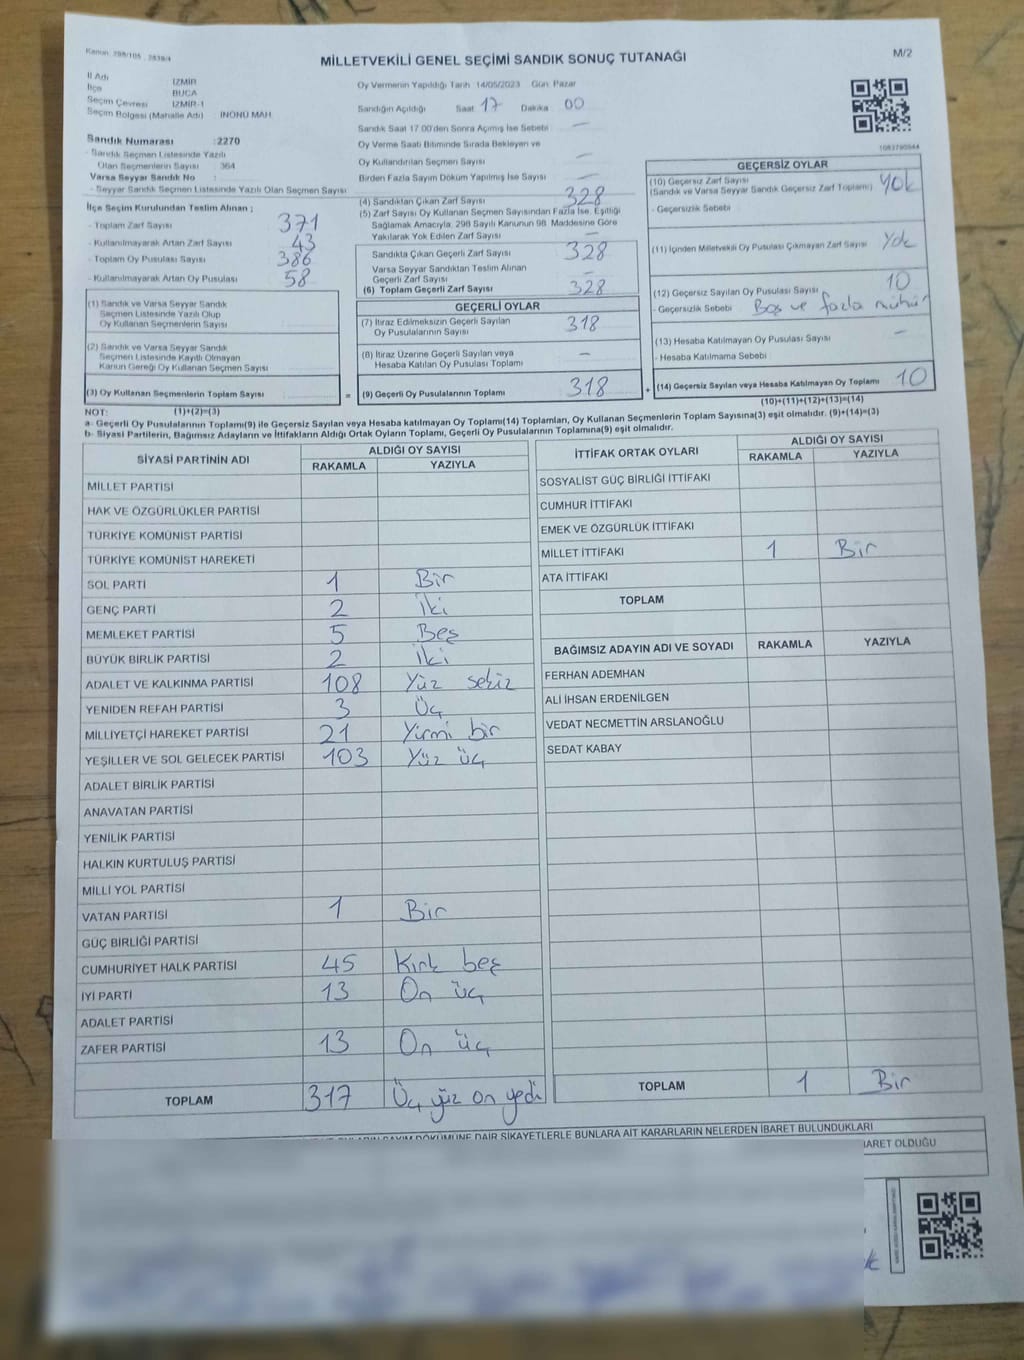 Kanun: 298/105 , 2839/4
MİLLETVEKİLİ GENEL SEÇİMİ SANDIK SONUÇ TUTANAĞI
M/2
İl Adı İZMİR
İlçe BUCA
Seçim Çevresi İZMİR-1
Seçim Bölgesi (Mahalle Adı) İNÖNÜ MAH.
Sandık Numarası :2270
- Sandık Seçmen Listesinde Yazılı
Olan Seçmenlerin Sayısı : 364
Varsa Seyyar Sandık No :
- Seyyar Sandık Seçmen Listesinde Yazılı Olan Seçmen Sayısı
İlçe Seçim Kurulundan Teslim Alınan ;
- Toplam Zarf Sayısı 371
- Kullanılmayarak Artan Zarf Sayısı 43
- Toplam Oy Pusulası Sayısı 386
- Kullanılmayarak Artan Oy Pusulası 58
(1) Sandık ve Varsa Seyyar Sandık
Seçmen Listesinde Yazılı Olup
Oy Kullanan Seçmenlerin Sayısı
(2) Sandık ve Varsa Seyyar Sandık
Seçmen Listesinde Kayıtlı Olmayan
Kanun Gereği Oy Kullanan Seçmen Sayısı
(3) Oy Kullanan Seçmenlerin Toplam Sayısı :
(1)+(2)=(3)
Oy Vermenin Yapıldığı Tarih :14/05/2023 Gün: Pazar
Sandığın Açıldığı Saat 17 Dakika 00
Sandık Saat 17.00'den Sonra Açılmış İse Sebebi —
Oy Verme Saati Bitiminde Sırada Bekleyen ve
Oy Kullandırılan Seçmen Sayısı —
Birden Fazla Sayım Döküm Yapılmış İse Sayısı —
(4) Sandıktan Çıkan Zarf Sayısı 328
(5) Zarf Sayısı Oy Kullanan Seçmen Sayısından Fazla İse, Eşitliği
Sağlamak Amacıyla, 298 Sayılı Kanunun 98. Maddesine Göre
Yakılarak Yok Edilen Zarf Sayısı —
Sandıkta Çıkan Geçerli Zarf Sayısı 328
Varsa Seyyar Sandıktan Teslim Alınan
Geçerli Zarf Sayısı —
(6) Toplam Geçerli Zarf Sayısı 328
GEÇERLİ OYLAR
(7) İtiraz Edilmeksizin Geçerli Sayılan
Oy Pusulalarının Sayısı 318
(8) İtiraz Üzerine Geçerli Sayılan veya
Hesaba Katılan Oy Pusulası Toplamı —
= (9) Geçerli Oy Pusulalarının Toplamı 318
GEÇERSİZ OYLAR
(10) Geçersiz Zarf Sayısı
(Sandık ve Varsa Seyyar Sandık Geçersiz Zarf Toplamı) Yok
- Geçersizlik Sebebi :
(11) İçinden Milletvekili Oy Pusulası Çıkmayan Zarf Sayısı Yok
(12) Geçersiz Sayılan Oy Pusulası Sayısı 10
- Geçersizlik Sebebi : Boş ve fazla mühür
(13) Hesaba Katılmayan Oy Pusulası Sayısı —
- Hesaba Katılmama Sebebi
+ (14) Geçersiz Sayılan veya Hesaba Katılmayan Oy Toplamı 10
(10)+(11)+(12)+(13)=(14)
NOT:
a- Geçerli Oy Pusulalarının Toplamı(9) ile Geçersiz Sayılan veya Hesaba katılmayan Oy Toplamı(14) Toplamları, Oy Kullanan Seçmenlerin Toplam Sayısına(3) eşit olmalıdır. (9)+(14)=(3)
b- Siyasi Partilerin, Bağımsız Adayların ve İttifakların Aldığı Ortak Oyların Toplamı, Geçerli Oy Pusulalarının Toplamına(9) eşit olmalıdır.
SİYASİ PARTİNİN ADI ALDIĞI OY SAYISI
RAKAMLA YAZIYLA
MİLLET PARTİSİ
HAK VE ÖZGÜRLÜKLER PARTİSİ
TÜRKİYE KOMÜNİST PARTİSİ
TÜRKİYE KOMÜNİST HAREKETİ
SOL PARTİ 1 Bir
GENÇ PARTİ 2 İki
MEMLEKET PARTİSİ 5 Beş
BÜYÜK BİRLİK PARTİSİ 2 İki
ADALET VE KALKINMA PARTİSİ 108 Yüz sekiz
YENİDEN REFAH PARTİSİ 3 Üç
MİLLİYETÇİ HAREKET PARTİSİ 21 Yirmi bir
YEŞİLLER VE SOL GELECEK PARTİSİ 103 Yüz üç
ADALET BİRLİK PARTİSİ
ANAVATAN PARTİSİ
YENİLİK PARTİSİ
HALKIN KURTULUŞ PARTİSİ
MİLLİ YOL PARTİSİ
VATAN PARTİSİ 1 Bir
GÜÇ BİRLİĞİ PARTİSİ
CUMHURİYET HALK PARTİSİ 45 Kırk beş
İYİ PARTİ 13 On üç
ADALET PARTİSİ
ZAFER PARTİSİ 13 On üç
TOPLAM 317 Üç yüz on yedi
İTTİFAK ORTAK OYLARI ALDIĞI OY SAYISI
RAKAMLA YAZIYLA
SOSYALİST GÜÇ BİRLİĞİ İTTİFAKI
CUMHUR İTTİFAKI
EMEK VE ÖZGÜRLÜK İTTİFAKI
MİLLET İTTİFAKI 1 Bir
ATA İTTİFAKI
TOPLAM
BAĞIMSIZ ADAYIN ADI VE SOYADI RAKAMLA YAZIYLA
FERHAN ADEMHAN
ALİ İHSAN ERDENİLGEN
VEDAT NECMETTİN ARSLANOĞLU
SEDAT KABAY
TOPLAM 1 Bir
SAYIM DÖKÜMÜNE DAİR ŞİKAYETLERLE BUNLARA AİT KARARLARIN NELERDEN İBARET BULUNDUKLARI
İBARET OLDUĞU